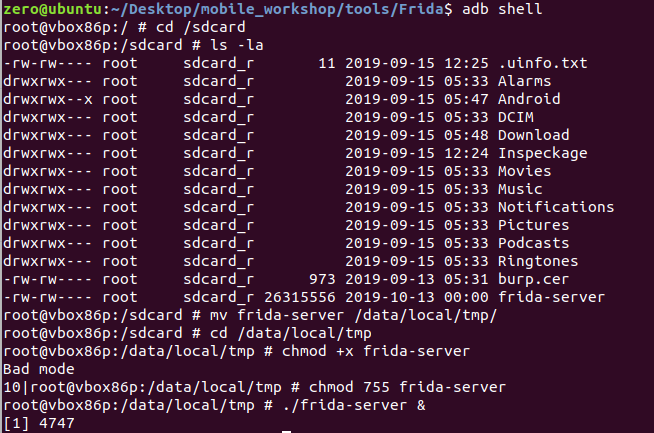 zero@ubuntu:~/Desktop/mobile_workshop/tools/Frida$ adb shell
root@vbox86p:/ # cd /sdcard
root@vbox86p:/sdcard # ls -la
-rw-rw---- root     sdcard_r       11 2019-09-15 12:25 .uinfo.txt
drwxrwx--- root     sdcard_r          2019-09-15 05:33 Alarms
drwxrwx--x root     sdcard_r          2019-09-15 05:47 Android
drwxrwx--- root     sdcard_r          2019-09-15 05:33 DCIM
drwxrwx--- root     sdcard_r          2019-09-15 05:48 Download
drwxrwx--- root     sdcard_r          2019-09-15 12:24 Inspeckage
drwxrwx--- root     sdcard_r          2019-09-15 05:33 Movies
drwxrwx--- root     sdcard_r          2019-09-15 05:33 Music
drwxrwx--- root     sdcard_r          2019-09-15 05:33 Notifications
drwxrwx--- root     sdcard_r          2019-09-15 05:33 Pictures
drwxrwx--- root     sdcard_r          2019-09-15 05:33 Podcasts
drwxrwx--- root     sdcard_r          2019-09-15 05:33 Ringtones
-rw-rw---- root     sdcard_r      973 2019-09-13 05:31 burp.cer
-rw-rw---- root     sdcard_r 26315556 2019-10-13 00:00 frida-server
root@vbox86p:/sdcard # mv frida-server /data/local/tmp/
root@vbox86p:/sdcard # cd /data/local/tmp
root@vbox86p:/data/local/tmp # chmod +x frida-server
Bad mode
10|root@vbox86p:/data/local/tmp # chmod 755 frida-server
root@vbox86p:/data/local/tmp # ./frida-server &
[1] 4747